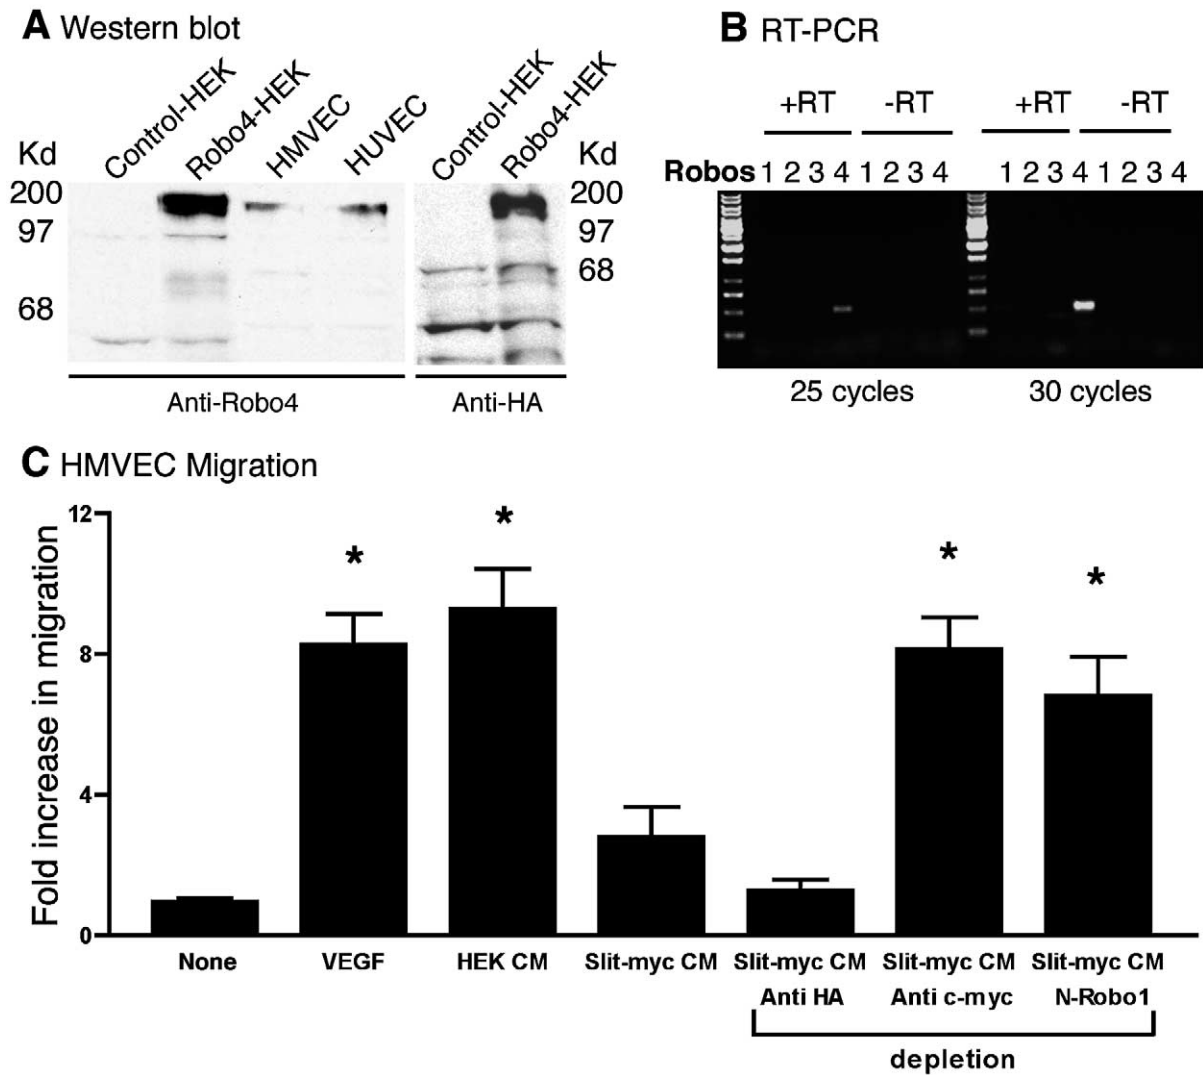 A Western blot
Control-HEK
Robo4-HEK
HMVEC
HUVEC
Control-HEK
Robo4-HEK
Kd
200
97
68
Kd
200
97
68
Anti-Robo4
Anti-HA
B RT-PCR
+RT -RT +RT -RT
Robos 1 2 3 4 1 2 3 4 1 2 3 4 1 2 3 4
25 cycles
30 cycles
C HMVEC Migration
Fold increase in migration
12
8
4
0
* * * *
None
VEGF
HEK CM
Slit-myc CM
Slit-myc CM
Anti HA
Slit-myc CM
Anti c-myc
Slit-myc CM
N-Robo1
depletion